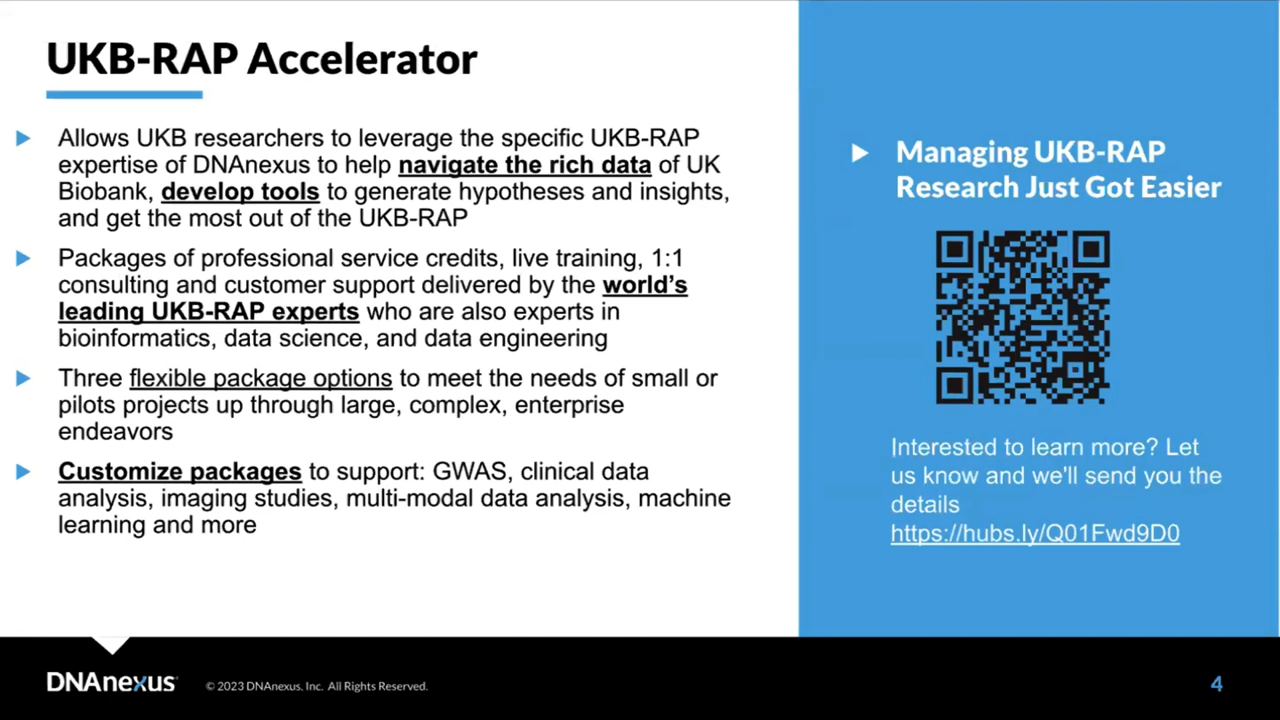 UKB-RAP Accelerator
Allows UKB researchers to leverage the specific UKB-RAP
expertise of DNAnexus to help navigate the rich data of UK
Biobank, develop tools to generate hypotheses and insights,
and get the most out of the UKB-RAP
Packages of professional service credits, live training, 1:1
consulting and customer support delivered by the world’s
leading UKB-RAP experts who are also experts in
bioinformatics, data science, and data engineering
Three flexible package options to meet the needs of small or
pilots projects up through large, complex, enterprise
endeavors
Customize packages to support: GWAS, clinical data
analysis, imaging studies, multi-modal data analysis, machine
learning and more
Managing UKB-RAP
Research Just Got Easier
Interested to learn more? Let
us know and we'll send you the
details
https://hubs.ly/Q01Fwd9D0
DNAnexus
© 2023 DNAnexus, Inc. All Rights Reserved.
4